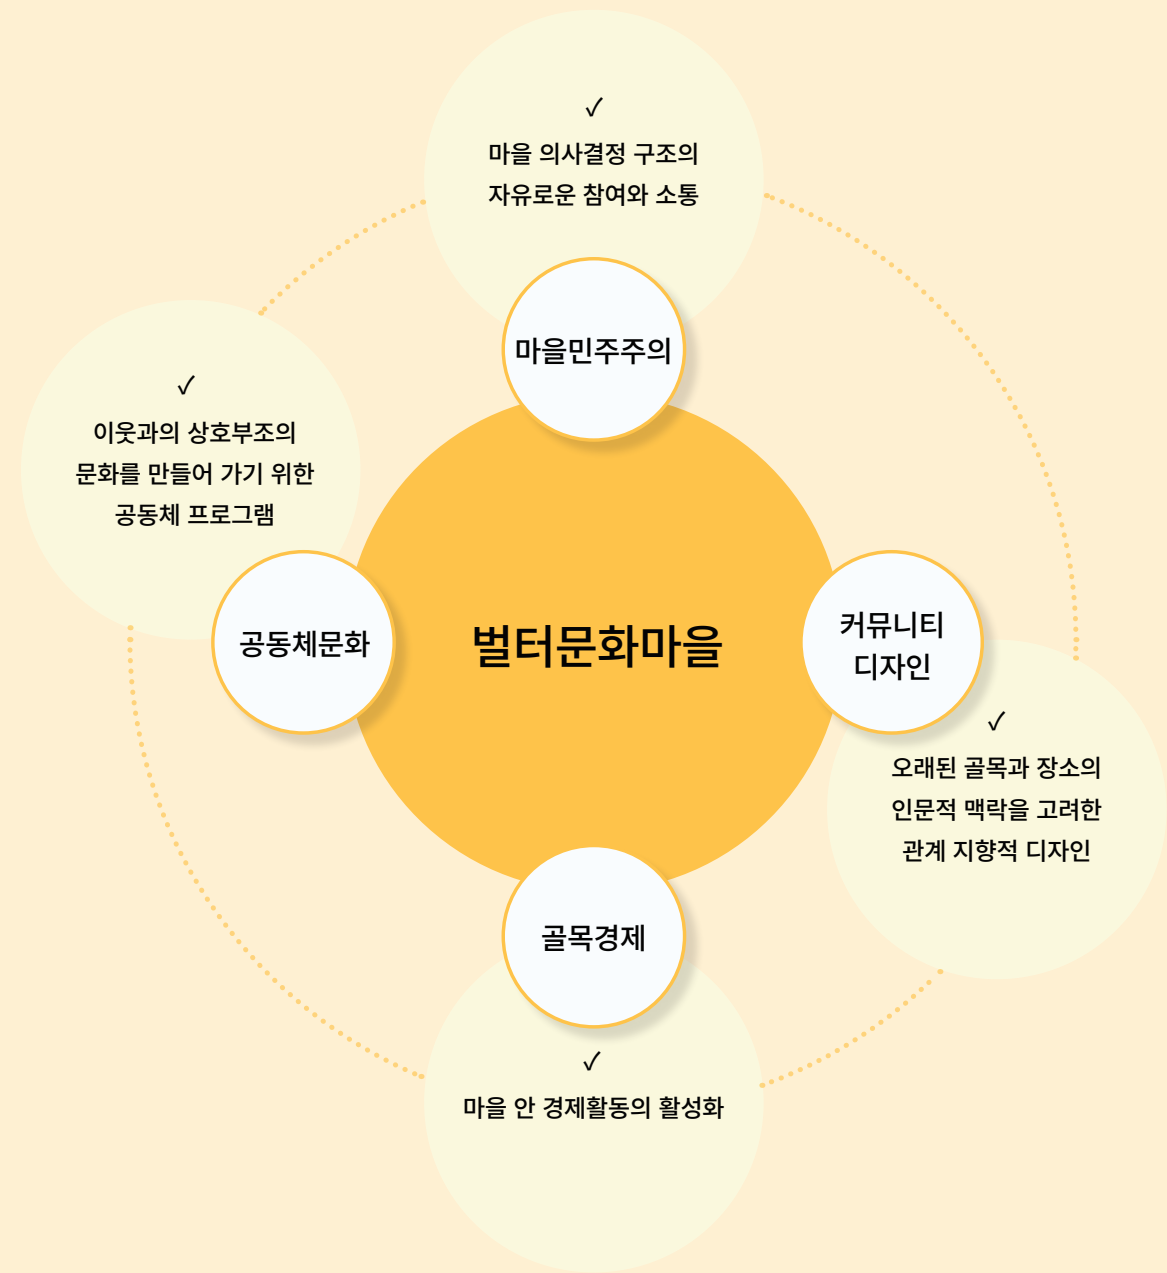 ✓
마을 의사결정 구조의
자유로운 참여와 소통
마을민주주의
✓
이웃과의 상호부조의
문화를 만들어 가기 위한
공동체 프로그램
공동체문화
벌터문화마을
커뮤니티
디자인
✓
오래된 골목과 장소의
인문적 맥락을 고려한
관계 지향적 디자인
골목경제
✓
마을 안 경제활동의 활성화